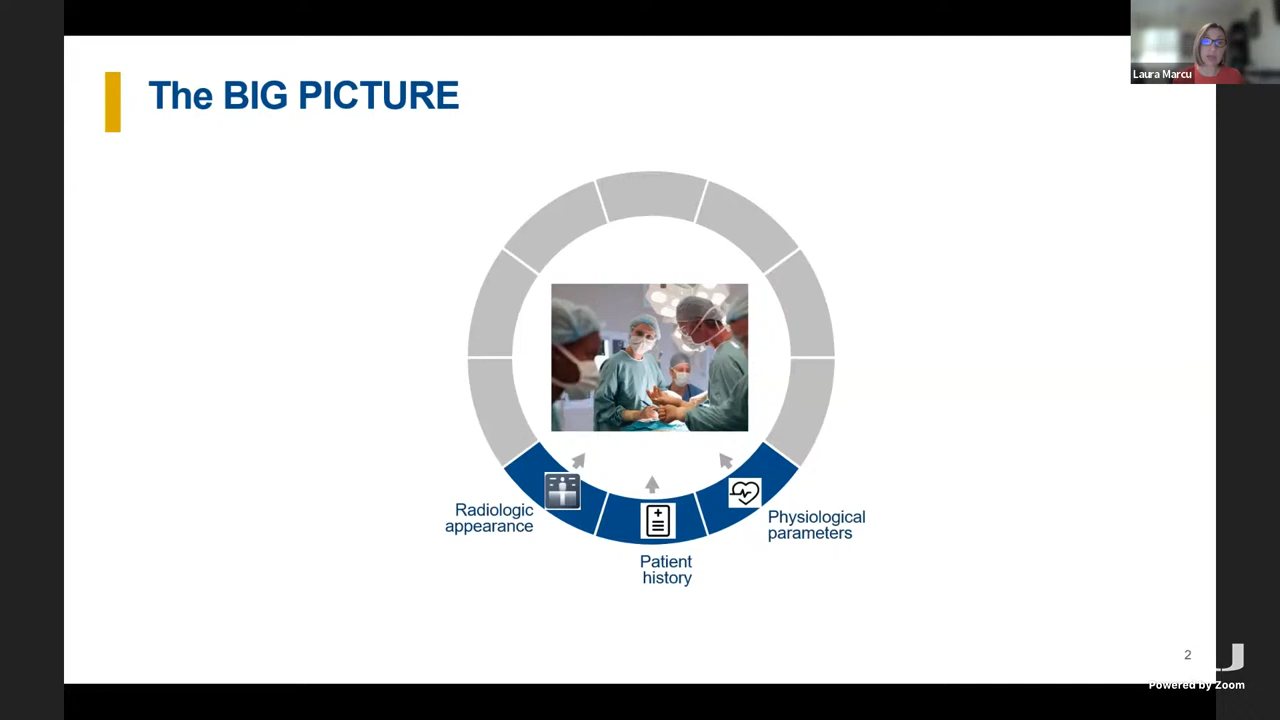 Laura Marcu
The BIG PICTURE
Radiologic
appearance
Patient
history
Physiological
parameters
2
Powered by Zoom